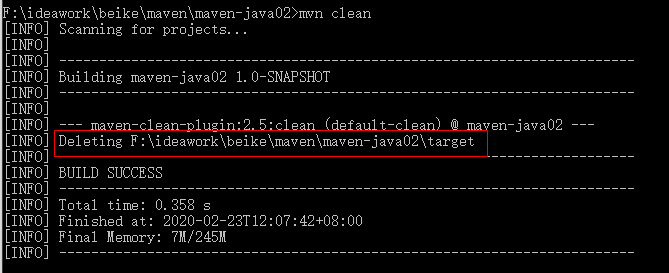 F:\ideawork\beike\maven\maven-java02>mvn clean
[INFO] Scanning for projects...
[INFO]
[INFO] ------------------------------------------------------------------------
[INFO] Building maven-java02 1.0-SNAPSHOT
[INFO] ------------------------------------------------------------------------
[INFO]
[INFO] --- maven-clean-plugin:2.5:clean (default-clean) @ maven-java02 ---
[INFO] Deleting F:\ideawork\beike\maven\maven-java02\target
[INFO] ------------------------------------------------------------------------
[INFO] BUILD SUCCESS
[INFO] ------------------------------------------------------------------------
[INFO] Total time: 0.358 s
[INFO] Finished at: 2020-02-23T12:07:42+08:00
[INFO] Final Memory: 7M/245M
[INFO] ------------------------------------------------------------------------